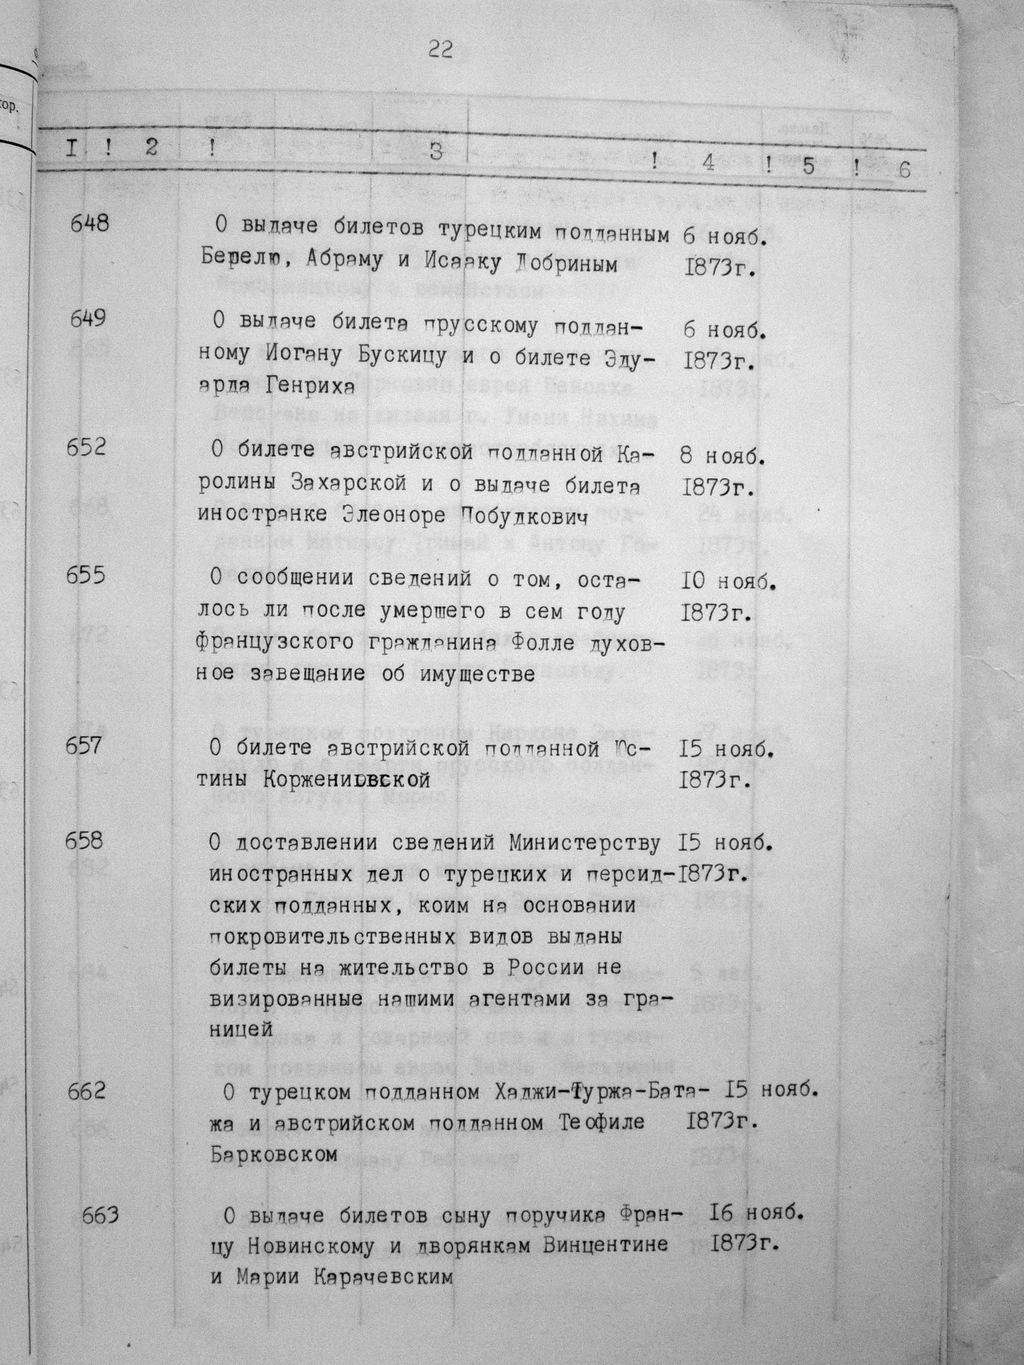 22
I ! 2 ! 3 ! 4 ! 5 ! 6
648 О выдаче билетов турецким подданным 6 нояб.
Берелю, Абраму и Исааку Добриным 1873г.
649 О выдаче билета прусскому поддан- 6 нояб.
ному Иогану Бускицу и о билете Эду- 1873г.
арда Генриха
652 О билете австрийской подданной Ка- 8 нояб.
ролины Захарской и о выдаче билета 1873г.
иностранке Элеоноре Побудкович
655 О сообщении сведений о том, оста- 10 нояб.
лось ли после умершего в сем году 1873г.
французского гражданина Фолле духов-
ное завещание об имуществе
657 О билете австрийской подданной Юс- 15 нояб.
тины Коржениовской 1873г.
658 О доставлении сведений Министерству 15 нояб.
иностранных дел о турецких и персид- 1873г.
ских подданных, коим на основании
покровительственных видов выданы
билеты на жительство в России не
визированные нашими агентами за гра-
ницей
662 О турецком подданном Хаджи-Туржа-Бата- 15 нояб.
жа и австрийском подданном Теофиле 1873г.
Барковском
663 О выдаче билетов сыну поручика Фран- 16 нояб.
цу Новинскому и дворянкам Винцентине 1873г.
и Марии Карачевским